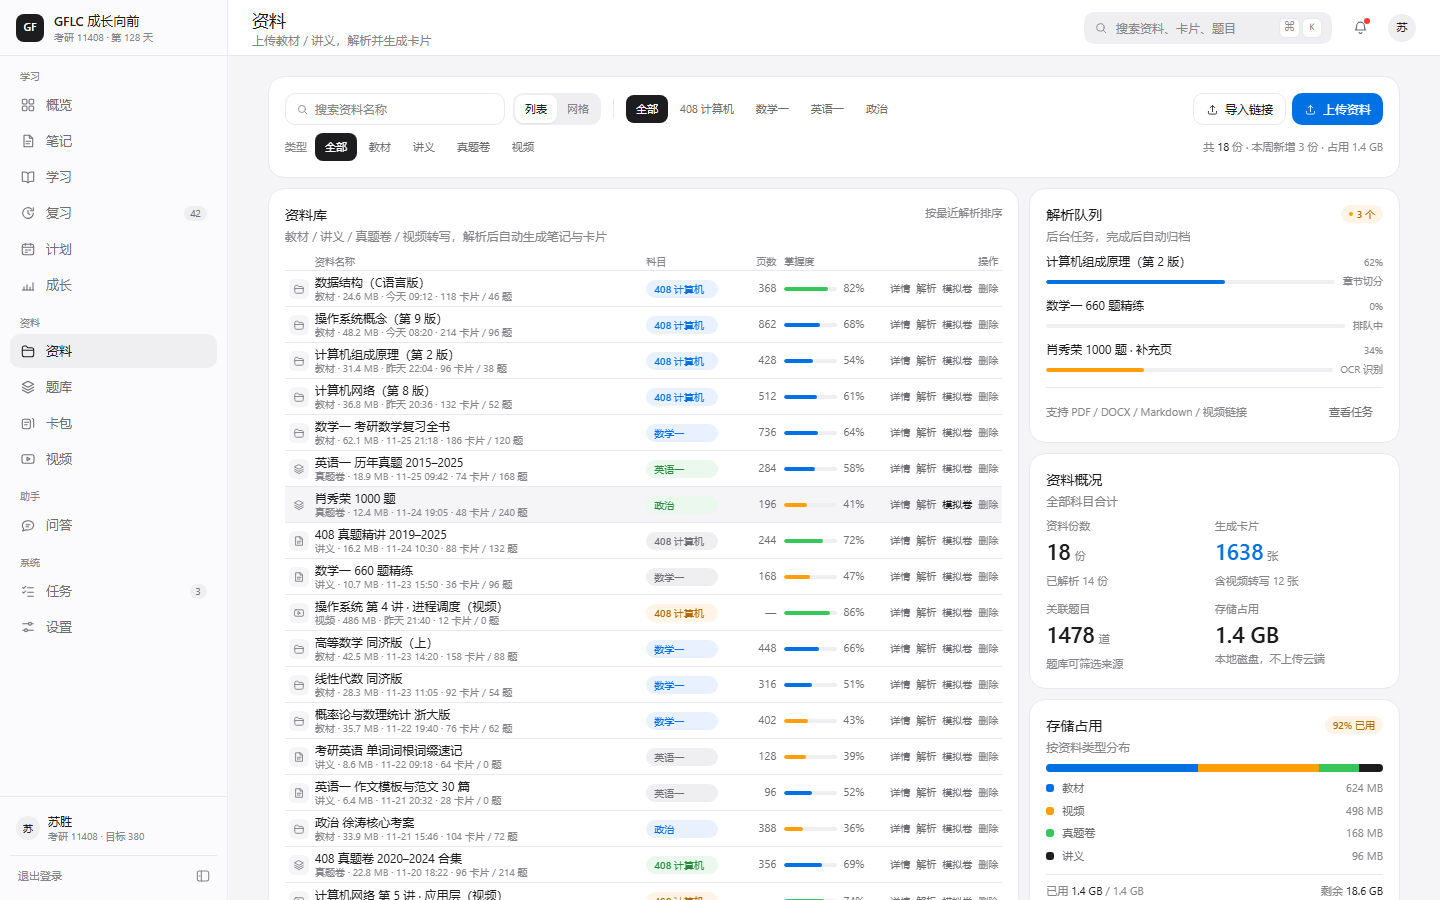 GF
GFLC 成长向前
考研 11408 · 第 128 天
学习
概览
笔记
学习
复习 42
计划
成长
资料
资料
题库
卡包
视频
助手
问答
系统
任务 3
设置
苏 苏胜
考研 11408 · 目标 380
退出登录
资料
上传教材 / 讲义，解析并生成卡片
搜索资料、卡片、题目 ⌘ K
苏
搜索资料名称 列表 网格 全部 408 计算机 数学一 英语一 政治 导入链接 上传资料
类型 全部 教材 讲义 真题卷 视频 共 18 份 · 本周新增 3 份 · 占用 1.4 GB
资料库 按最近解析排序
教材 / 讲义 / 真题卷 / 视频转写，解析后自动生成笔记与卡片
资料名称 科目 页数 掌握度 操作
数据结构（C语言版）
教材 · 24.6 MB · 今天 09:12 · 118 卡片 / 46 题
408 计算机 368 82% 详情 解析 模拟卷 删除
操作系统概念（第 9 版）
教材 · 48.2 MB · 今天 08:20 · 214 卡片 / 96 题
408 计算机 862 68% 详情 解析 模拟卷 删除
计算机组成原理（第 2 版）
教材 · 31.4 MB · 昨天 22:04 · 96 卡片 / 38 题
408 计算机 428 54% 详情 解析 模拟卷 删除
计算机网络（第 8 版）
教材 · 36.8 MB · 昨天 20:36 · 132 卡片 / 52 题
408 计算机 512 61% 详情 解析 模拟卷 删除
数学一 考研数学复习全书
教材 · 62.1 MB · 11-25 21:18 · 186 卡片 / 120 题
数学一 736 64% 详情 解析 模拟卷 删除
英语一 历年真题 2015–2025
真题卷 · 18.9 MB · 11-25 09:42 · 74 卡片 / 168 题
英语一 284 58% 详情 解析 模拟卷 删除
肖秀荣 1000 题
真题卷 · 12.4 MB · 11-24 19:05 · 48 卡片 / 240 题
政治 196 41% 详情 解析 模拟卷 删除
408 真题精讲 2019–2025
讲义 · 16.2 MB · 11-24 10:30 · 88 卡片 / 132 题
408 计算机 244 72% 详情 解析 模拟卷 删除
数学一 660 题精练
讲义 · 10.7 MB · 11-23 15:50 · 36 卡片 / 96 题
数学一 168 47% 详情 解析 模拟卷 删除
操作系统 第 4 讲 · 进程调度（视频）
视频 · 486 MB · 昨天 21:40 · 12 卡片 / 0 题
408 计算机 — 86% 详情 解析 模拟卷 删除
高等数学 同济版（上）
教材 · 42.5 MB · 11-23 14:20 · 158 卡片 / 88 题
数学一 448 66% 详情 解析 模拟卷 删除
线性代数 同济版
教材 · 28.3 MB · 11-23 11:05 · 92 卡片 / 54 题
数学一 316 51% 详情 解析 模拟卷 删除
概率论与数理统计 浙大版
教材 · 35.7 MB · 11-22 19:40 · 76 卡片 / 62 题
数学一 402 43% 详情 解析 模拟卷 删除
考研英语 单词词根词缀速记
讲义 · 8.6 MB · 11-22 09:18 · 64 卡片 / 0 题
英语一 128 39% 详情 解析 模拟卷 删除
英语一 作文模板与范文 30 篇
讲义 · 6.4 MB · 11-21 20:32 · 28 卡片 / 0 题
英语一 96 52% 详情 解析 模拟卷 删除
政治 徐涛核心考案
教材 · 33.9 MB · 11-21 15:46 · 104 卡片 / 72 题
政治 388 36% 详情 解析 模拟卷 删除
408 真题卷 2020–2024 合集
真题卷 · 22.8 MB · 11-20 18:22 · 96 卡片 / 214 题
408 计算机 356 69% 详情 解析 模拟卷 删除
计算机网络 第 5 讲 · 应用层（视频）
408 计算机 — 74% 详情 解析 模拟卷 删除
解析队列 3 个
后台任务，完成后自动归档
计算机组成原理（第 2 版） 62%
章节切分
数学一 660 题精练 0%
排队中
肖秀荣 1000 题 · 补充页 34%
OCR 识别
支持 PDF / DOCX / Markdown / 视频链接 查看任务
资料概况
全部科目合计
资料份数 生成卡片
18 份 1638 张
已解析 14 份 含视频转写 12 张
关联题目 存储占用
1478 道 1.4 GB
题库可筛选来源 本地磁盘，不上传云端
存储占用 92% 已用
按资料类型分布
教材 624 MB
视频 498 MB
真题卷 168 MB
讲义 96 MB
已用 1.4 GB / 1.4 GB 剩余 18.6 GB